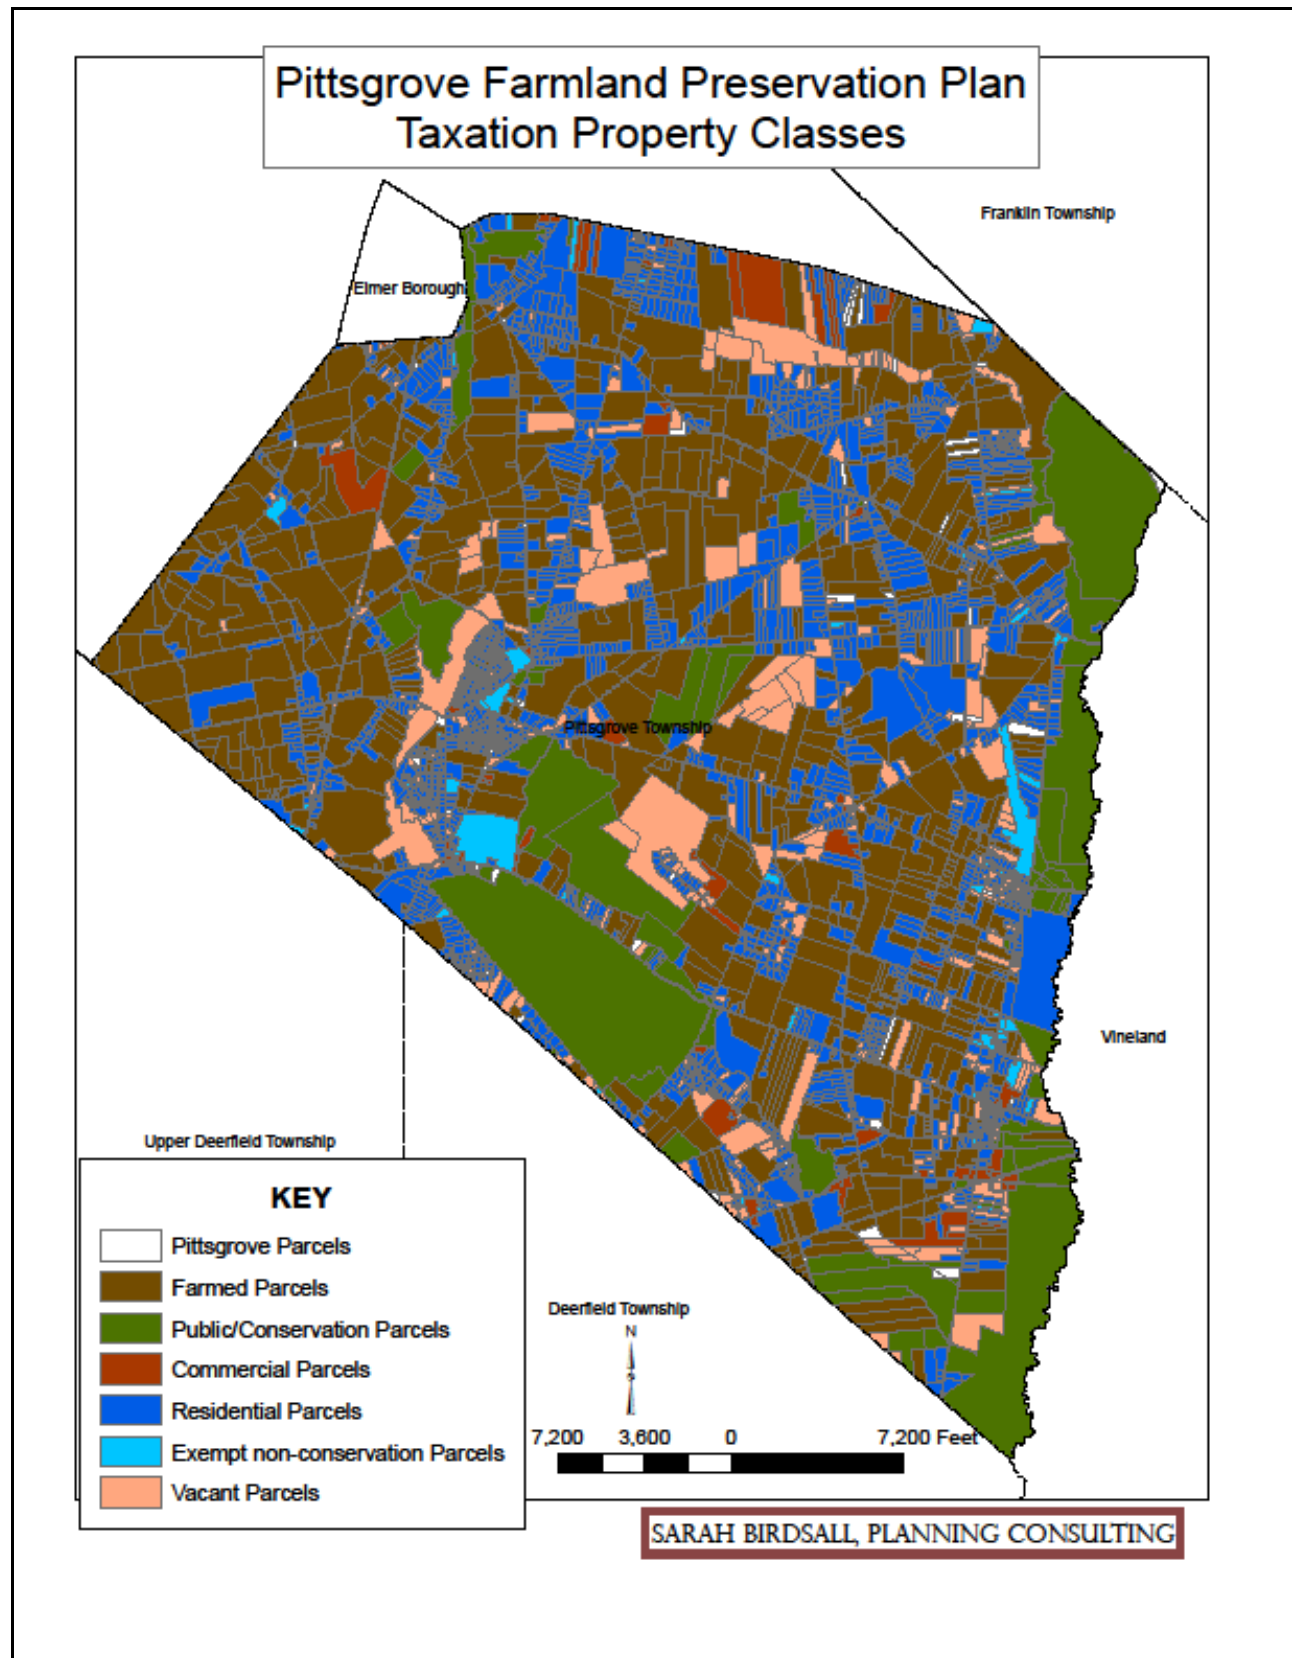 Pittsgrove Farmland Preservation Plan
Taxation Property Classes
Franklin Township
Elmer Borough
Pittsgrove Township
Vineland
Upper Deerfield Township
KEY
Pittsgrove Parcels
Farmed Parcels
Public/Conservation Parcels
Commercial Parcels
Residential Parcels
Exempt non-conservation Parcels
Vacant Parcels
Deerfield Township
N
7,200 3,600 0 7,200 Feet
SARAH BIRDSALL, PLANNING CONSULTING